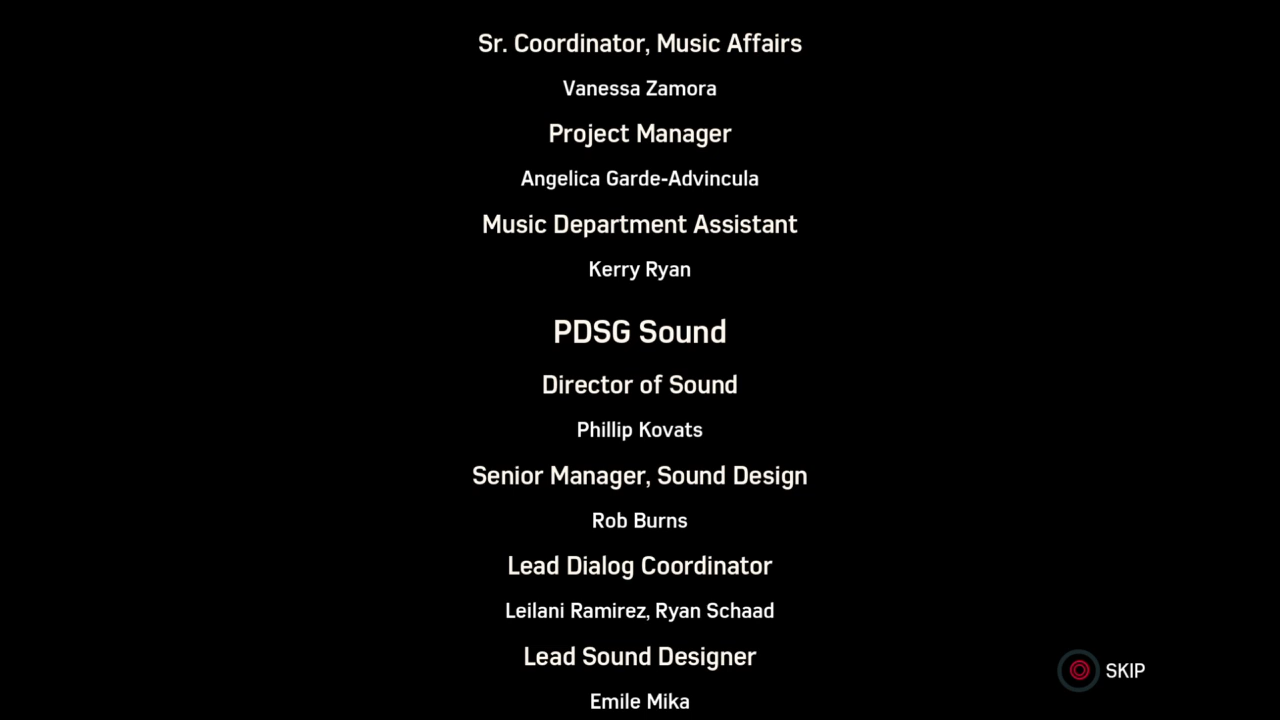 Sr. Coordinator, Music Affairs
Vanessa Zamora
Project Manager
Angelica Garde-Advincula
Music Department Assistant
Kerry Ryan
PDSG Sound
Director of Sound
Phillip Kovats
Senior Manager, Sound Design
Rob Burns
Lead Dialog Coordinator
Leilani Ramirez, Ryan Schaad
Lead Sound Designer
SKIP
Emile Mika